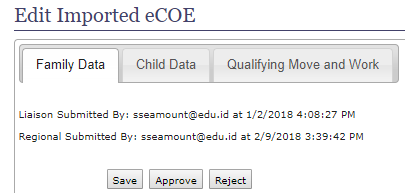 Edit Imported eCOE
Family Data Child Data Qualifying Move and Work
Liaison Submitted By: sseamount@edu.id at 1/2/2018 4:08:27 PM
Regional Submitted By: sseamount@edu.id at 2/9/2018 3:39:42 PM
Save Approve Reject